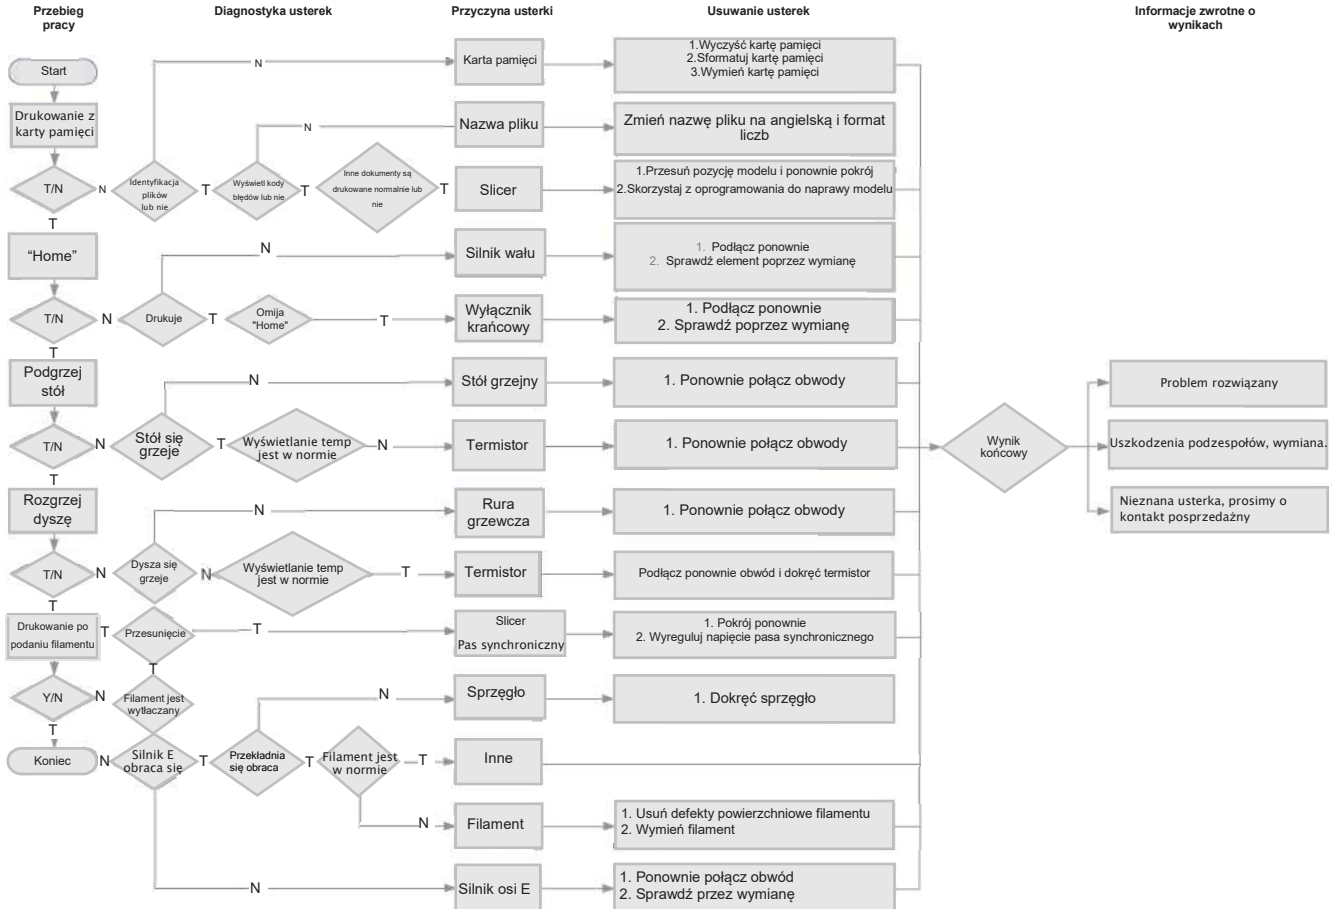 Przebieg
pracy
Diagnostyka usterek
Przyczyna usterki
Usuwanie usterek
Informacje zwrotne o
wynikach
Start
N
Karta pamięci
1.Wyczyść kartę pamięci
2.Sformatuj kartę pamięci
3.Wymień kartę pamięci
Drukowanie z
karty pamięci
N
Nazwa pliku
Zmień nazwę pliku na angielską i format
liczb
T/N
N
Identyfikacja
plików
lub nie
T
Wyświetl kody
błędów lub nie
T
Inne dokumenty są
drukowane normalnie lub
nie
T
Slicer
1.Przesuń pozycję modelu i ponownie pokrój
2.Skorzystaj z oprogramowania do naprawy modelu
T
“Home”
N
Silnik wału
1. Podłącz ponownie
2. Sprawdź element poprzez wymianę
T/N
N
Drukuje
T
Omija
"Home"
T
Wyłącznik
krańcowy
1. Podłącz ponownie
2. Sprawdź poprzez wymianę
T
Podgrzej
stół
N
Stół grzejny
1. Ponownie połącz obwody
Problem rozwiązany
T/N
N
Stół się
grzeje
T
Wyświetlanie temp
jest w normie
N
Termistor
1. Ponownie połącz obwody
Wynik
końcowy
Uszkodzenia podzespołów, wymiana.
T
Rozgrzej
dyszę
N
Rura
grzewcza
1. Ponownie połącz obwody
Nieznana usterka, prosimy o
kontakt posprzedażny
T/N
N
Dysza się
grzeje
N
Wyświetlanie temp
jest w normie
T
Termistor
Podłącz ponownie obwód i dokręć termistor
T
Drukowanie po
podaniu filamentu
T
Przesunięcie
T
Slicer
Pas synchroniczny
1. Pokrój ponownie
2. Wyreguluj napięcie pasa synchronicznego
T
Y/N
N
Filament jest
wytłaczany
N
Sprzęgło
1. Dokręć sprzęgło
T
Koniec
N
Silnik E
obraca się
T
Przekładnia
się obraca
T
Filament jest
w normie
T
Inne
N
Filament
1. Usuń defekty powierzchniowe filamentu
2. Wymień filament
N
Silnik osi E
1. Ponownie połącz obwód
2. Sprawdź przez wymianę